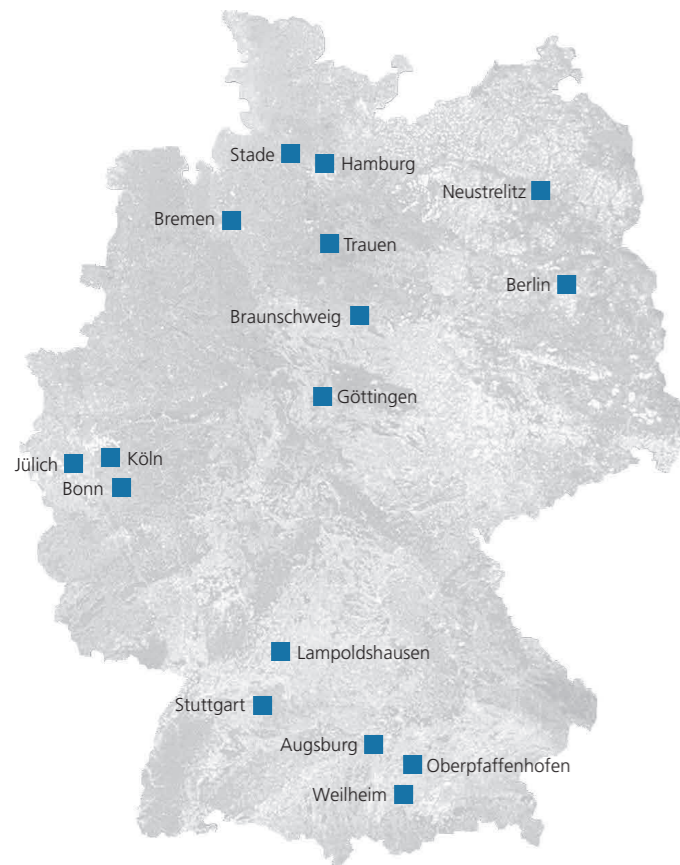 Stade
Hamburg
Neustrelitz
Bremen
Trauen
Berlin
Braunschweig
Göttingen
Köln
Jülich
Bonn
Lampoldshausen
Stuttgart
Augsburg
Oberpfaffenhofen
Weilheim